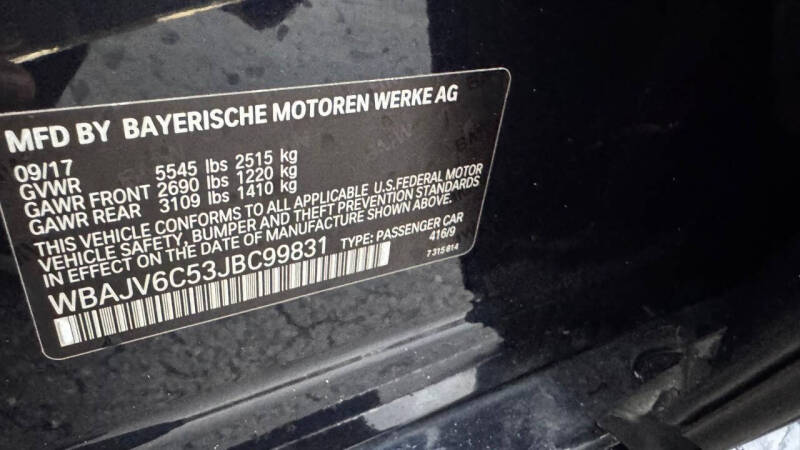 MFD BY BAYERISCHE MOTOREN WERKE AG
09/17
GVWR 5545 lbs 2515 kg
GAWR FRONT 2690 lbs 1220 kg
GAWR REAR 3109 lbs 1410 kg
THIS VEHICLE CONFORMS TO ALL APPLICABLE U.S.FEDERAL MOTOR
VEHICLE SAFETY, BUMPER AND THEFT PREVENTION STANDARDS
IN EFFECT ON THE DATE OF MANUFACTURE SHOWN ABOVE.
WBAJV6C53JBC99831 TYPE: PASSENGER CAR
416/9
7 315 614